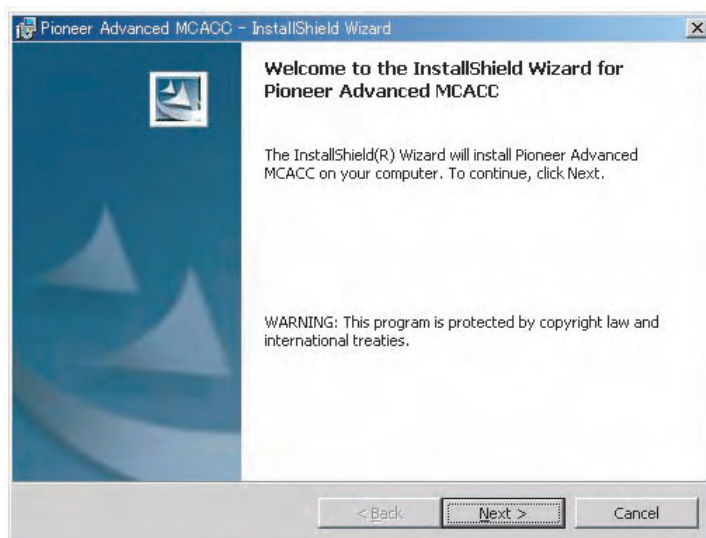 Pioneer Advanced MCACC - InstallShield Wizard
Welcome to the InstallShield Wizard for
Pioneer Advanced MCACC
The InstallShield(R) Wizard will install Pioneer Advanced
MCACC on your computer. To continue, click Next.
WARNING: This program is protected by copyright law and
international treaties.
< Back
Next >
Cancel